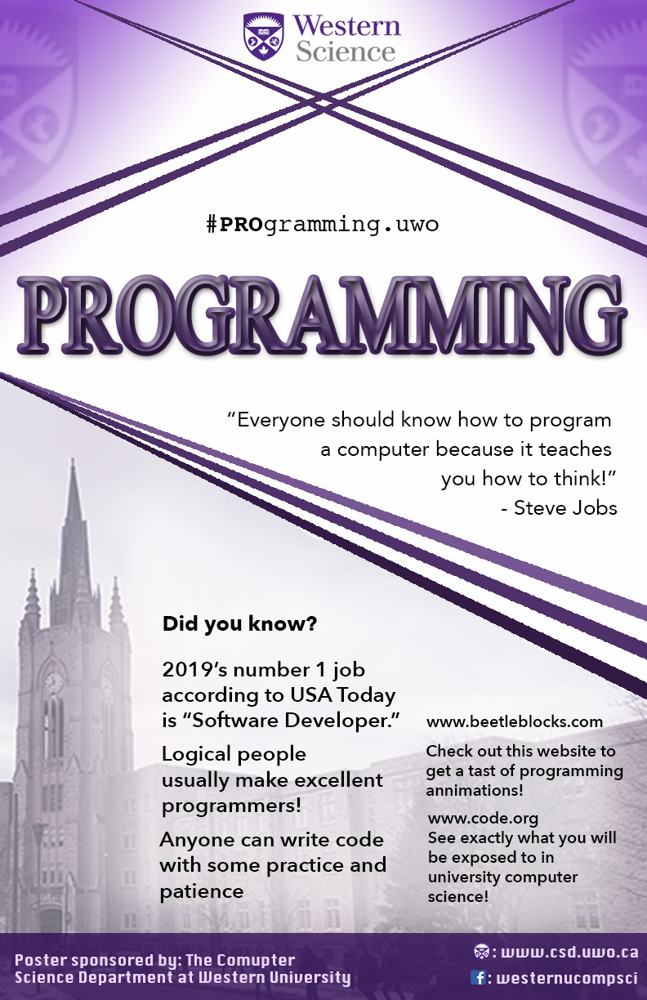 Western
Science
#PROgramming.uwo
PROGRAMMING
“Everyone should know how to program
a computer because it teaches
you how to think!”
- Steve Jobs
Did you know?
2019’s number 1 job
according to USA Today
is “Software Developer.”
Logical people
usually make excellent
programmers!
Anyone can write code
with some practice and
patience
www.beetleblocks.com
Check out this website to
get a tast of programming
annimations!
www.code.org
See exactly what you will
be exposed to in
university computer
science!
Poster sponsored by: The Comupter
Science Department at Western University
: www.csd.uwo.ca
f : westernucompsci